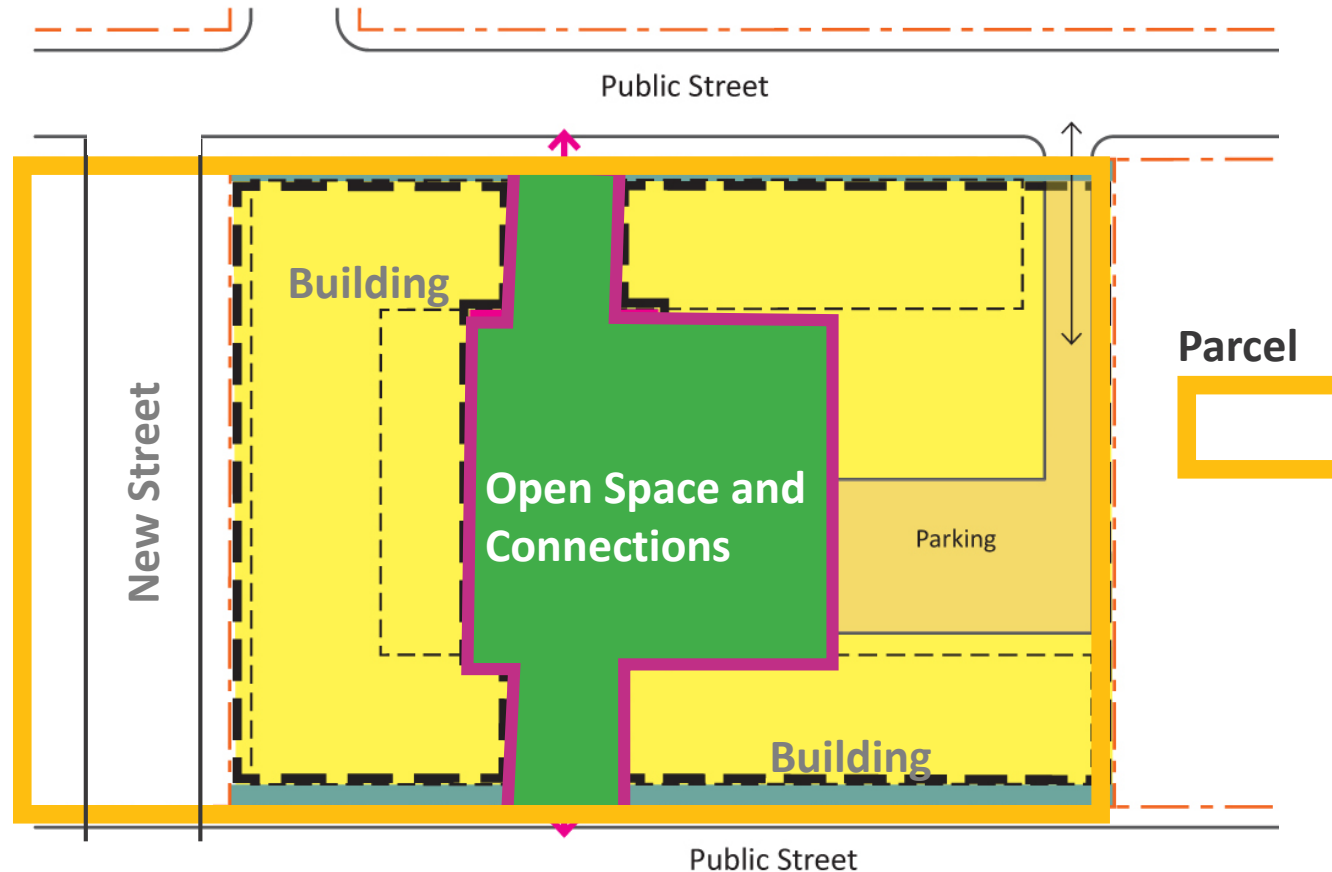 Public Street
Building
Parcel
New Street
Open Space and
Connections
Parking
Building
Public Street